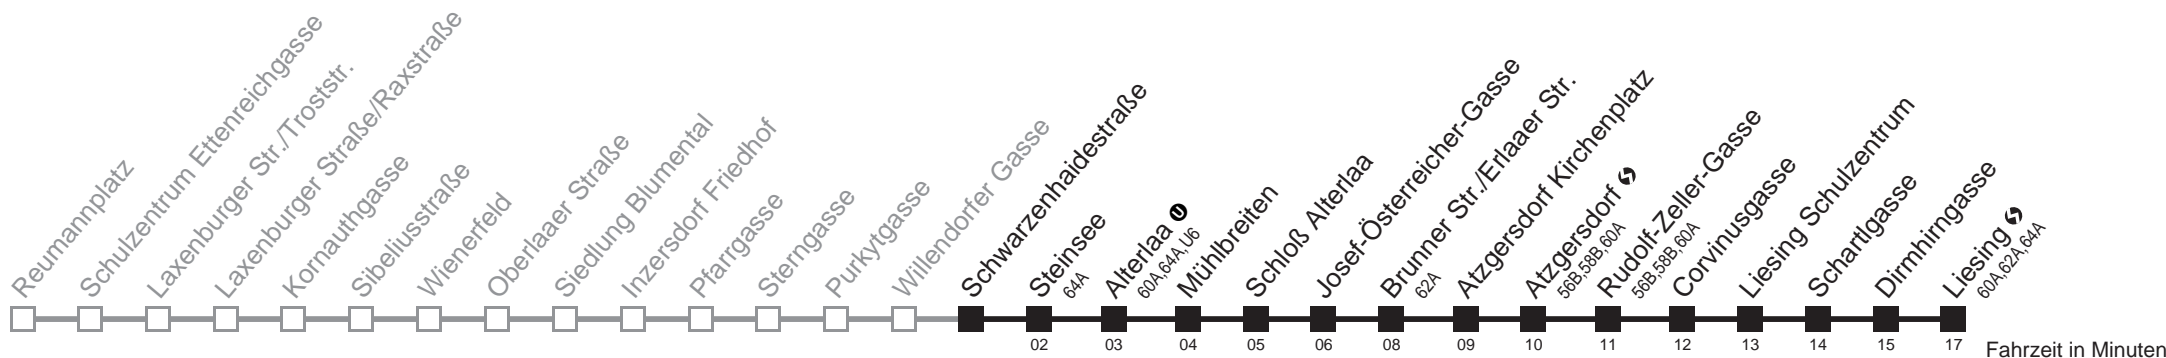 Reumannplatz
Schulzentrum Ettenreichgasse
Laxenburger Str./Troststr.
Laxenburger Straße/Raxstraße
Kornauthgasse
Sibeliusstraße
Wienerfeld
Oberlaaer Straße
Siedlung Blumental
Inzersdorf Friedhof
Pfarrgasse
Sterngasse
Purkytgasse
Willendorfer Gasse
Schwarzenhaidestraße
Steinsee
64A
Alterlaa U
60A,64A,U6
Mühlbreiten
Schloß Alterlaa
Josef-Österreicher-Gasse
Brunner Str./Erlaaer Str.
62A
Atzgersdorf Kirchenplatz
Atzgersdorf
56B,58B,60A
Rudolf-Zeller-Gasse
56B,58B,60A
Corvinusgasse
Liesing Schulzentrum
Schartlgasse
Dirmhirngasse
Liesing
60A,62A,64A
02 03 04 05 06 08 09 10 11 12 13 14 15 17 Fahrzeit in Minuten